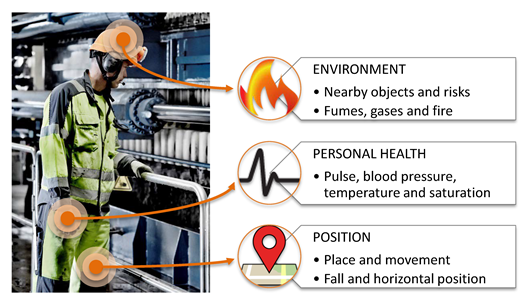 ENVIRONMENT
• Nearby objects and risks
• Fumes, gases and fire
PERSONAL HEALTH
• Pulse, blood pressure,
temperature and saturation
POSITION
• Place and movement
• Fall and horizontal position